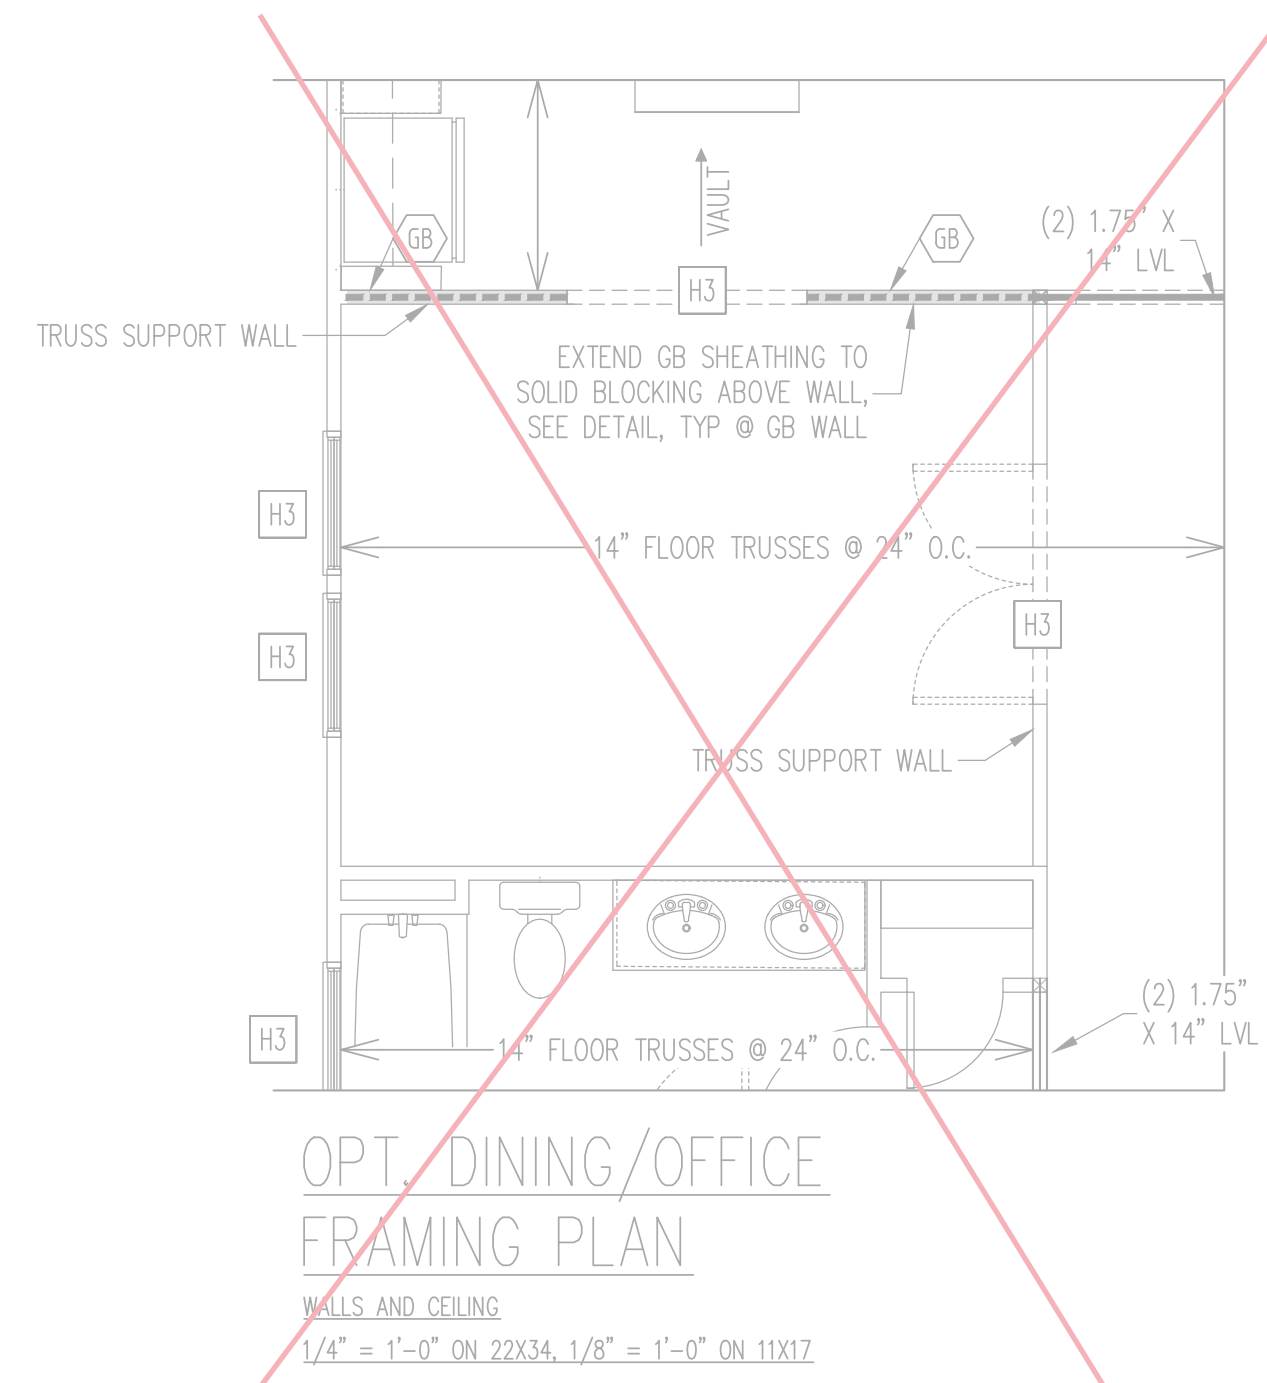 VAULT
GB
GB
(2) 1.75" X
14" LVL
H3
TRUSS SUPPORT WALL
EXTEND GB SHEATHING TO
SOLID BLOCKING ABOVE WALL,
SEE DETAIL, TYP @ GB WALL
H3
14" FLOOR TRUSSES @ 24" O.C.
H3
H3
TRUSS SUPPORT WALL
(2) 1.75"
X 14" LVL
H3
14" FLOOR TRUSSES @ 24" O.C.
OPT. DINING/OFFICE
FRAMING PLAN
WALLS AND CEILING
1/4" = 1'-0" ON 22X34, 1/8" = 1'-0" ON 11X17